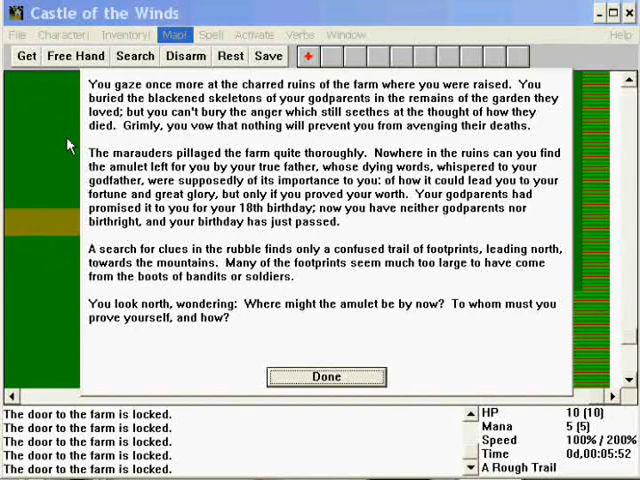 Castle of the Winds
File Character! Inventory! Map! Spell Activate Verbs Window Help
Get Free Hand Search Disarm Rest Save
You gaze once more at the charred ruins of the farm where you were raised. You
buried the blackened skeletons of your godparents in the remains of the garden they
loved; but you can't bury the anger which still seethes at the thought of how they
died. Grimly, you vow that nothing will prevent you from avenging their deaths.
The marauders pillaged the farm quite thoroughly. Nowhere in the ruins can you find
the amulet left for you by your true father, whose dying words, whispered to your
godfather, were supposedly of its importance to you: of how it could lead you to your
fortune and great glory, but only if you proved your worth. Your godparents had
promised it to you for your 18th birthday; now you have neither godparents nor
birthright, and your birthday has just passed.
A search for clues in the rubble finds only a confused trail of footprints, leading north,
towards the mountains. Many of the footprints seem much too large to have come
from the boots of bandits or soldiers.
You look north, wondering: Where might the amulet be by now? To whom must you
prove yourself, and how?
Done
The door to the farm is locked.
The door to the farm is locked.
The door to the farm is locked.
The door to the farm is locked.
The door to the farm is locked.
HP 10 (10)
Mana 5 (5)
Speed 100% / 200%
Time 0d,00:05:52
A Rough Trail